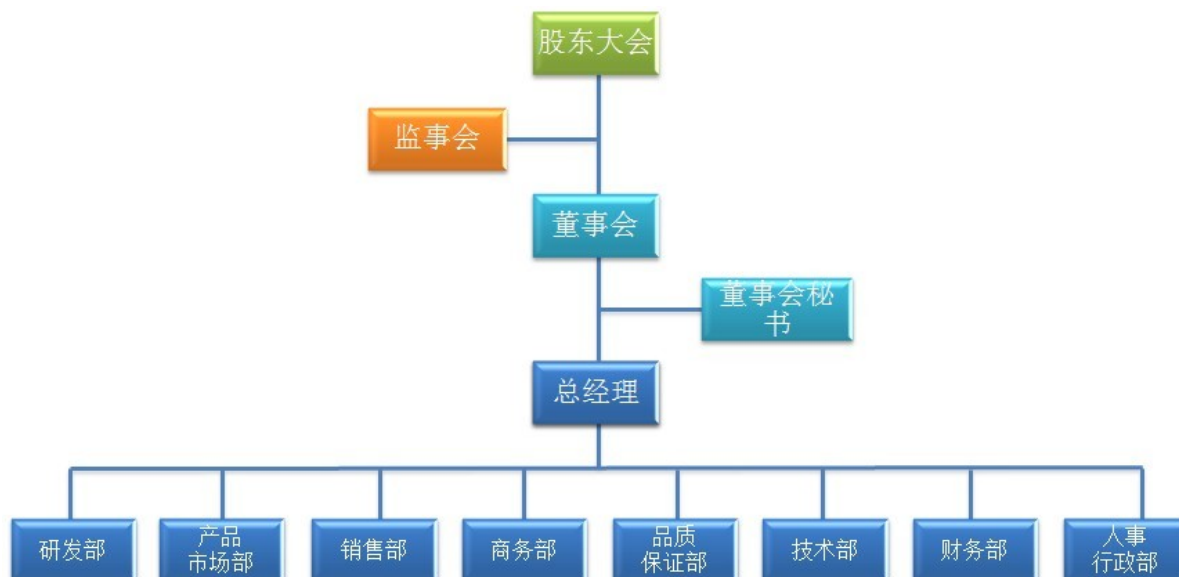 股东大会
监事会
董事会
董事会秘
书
总经理
研发部
产品
市场部
销售部
商务部
品质
保证部
技术部
财务部
人事
行政部